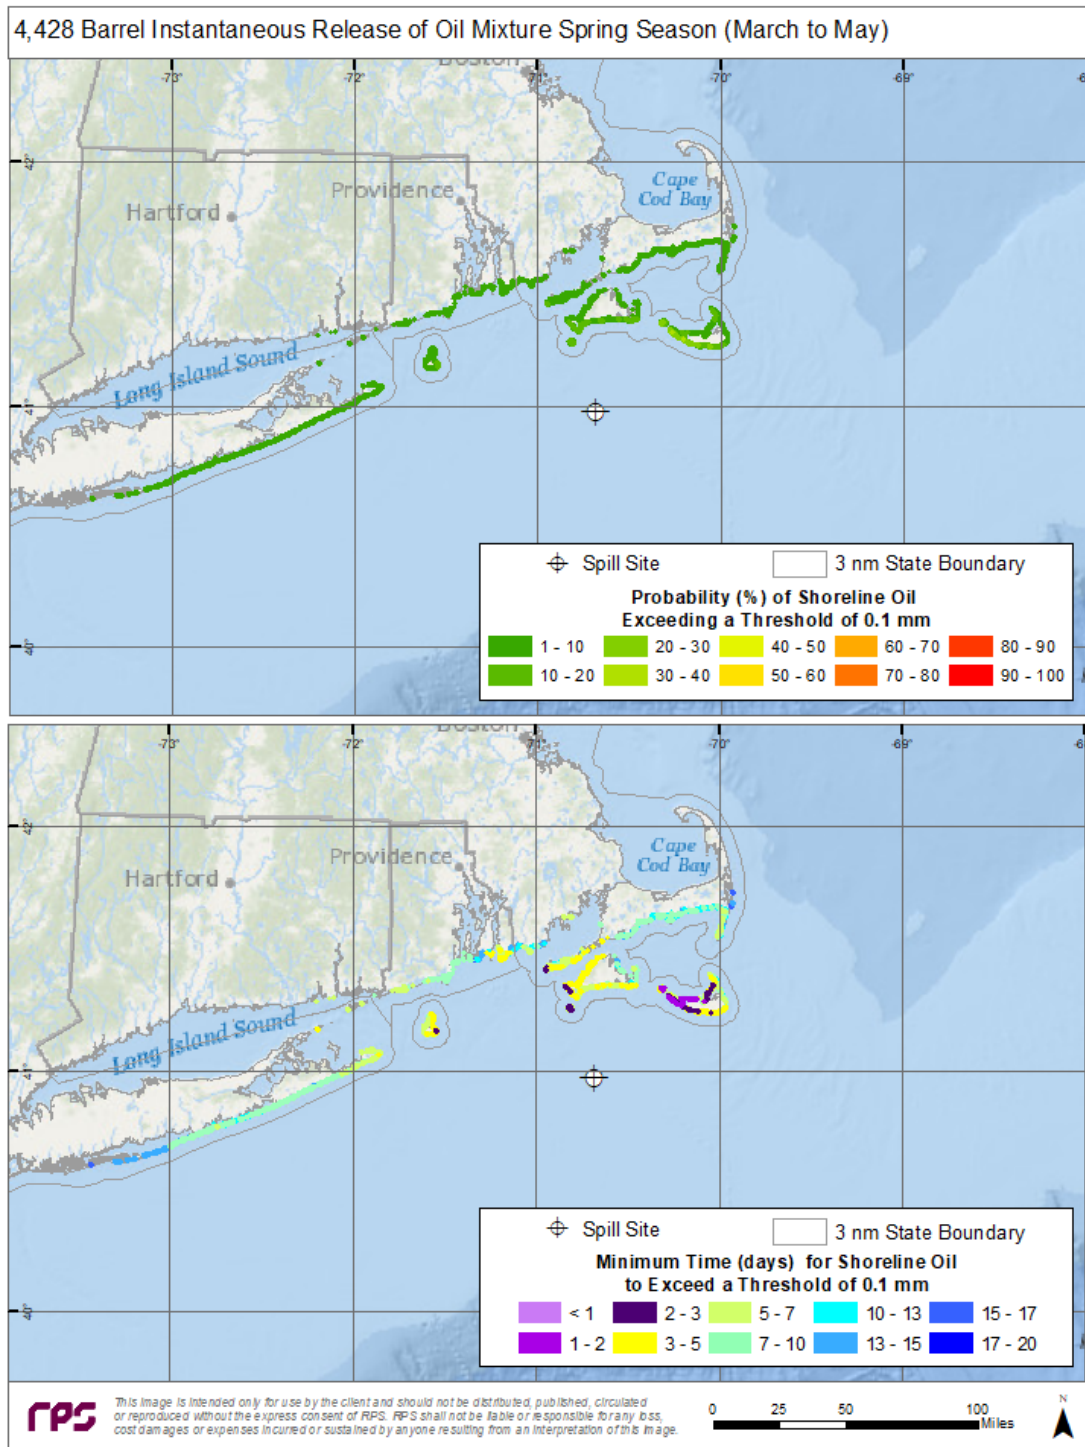 4,428 Barrel Instantaneous Release of Oil Mixture Spring Season (March to May)
Boston
-73° -72° -71° -70° -69°
42°
Cape
Cod Bay
Providence
Hartford
Long Island Sound
41°
Spill Site 3 nm State Boundary
Probability (%) of Shoreline Oil
Exceeding a Threshold of 0.1 mm
1 - 10 20 - 30 40 - 50 60 - 70 80 - 90
10 - 20 30 - 40 50 - 60 70 - 80 90 - 100
40°
Boston
-73° -72° -71° -70° -69°
42°
Cape
Cod Bay
Providence
Hartford
Long Island Sound
41°
Spill Site 3 nm State Boundary
Minimum Time (days) for Shoreline Oil
to Exceed a Threshold of 0.1 mm
< 1 2 - 3 5 - 7 10 - 13 15 - 17
1 - 2 3 - 5 7 - 10 13 - 15 17 - 20
40°
rps
This image is intended only for use by the client and should not be distributed, published, circulated
or reproduced without the express consent of RPS. RPS shall not be liable or responsible for any loss,
cost damages or expenses incurred or sustained by anyone resulting from an interpretation of this image.
0 25 50 100
Miles
N